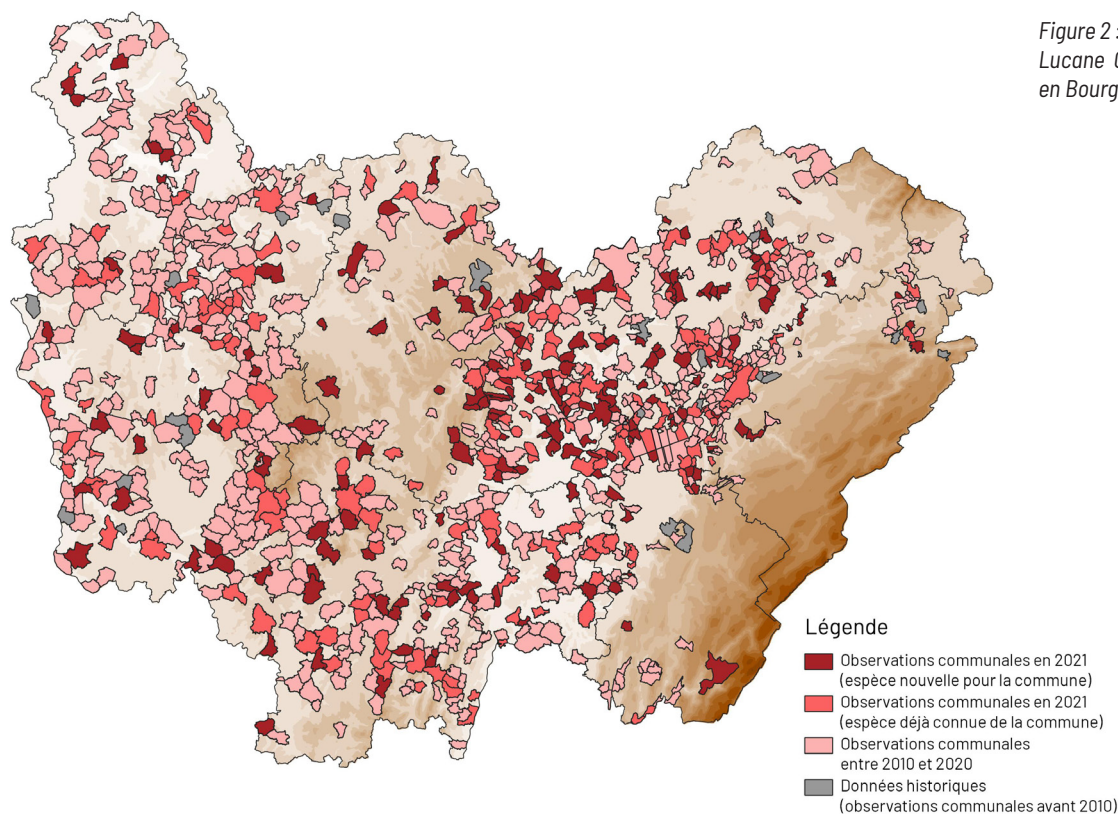 Figure 2 :
Lucane
en Bourg
Légende
Observations communales en 2021
(espèce nouvelle pour la commune)
Observations communales en 2021
(espèce déjà connue de la commune)
Observations communales
entre 2010 et 2020
Données historiques
(observations communales avant 2010)